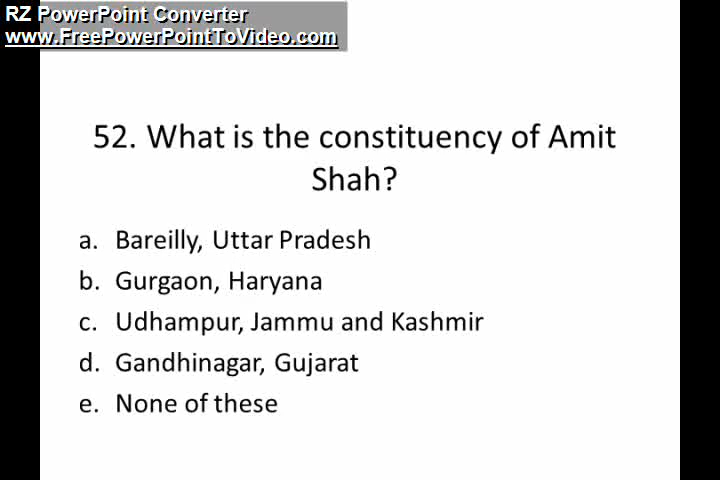 RZ PowerPoint Converter
www.FreePowerPointToVideo.com
52. What is the constituency of Amit
Shah?
a. Bareilly, Uttar Pradesh
b. Gurgaon, Haryana
c. Udhampur, Jammu and Kashmir
d. Gandhinagar, Gujarat
e. None of these